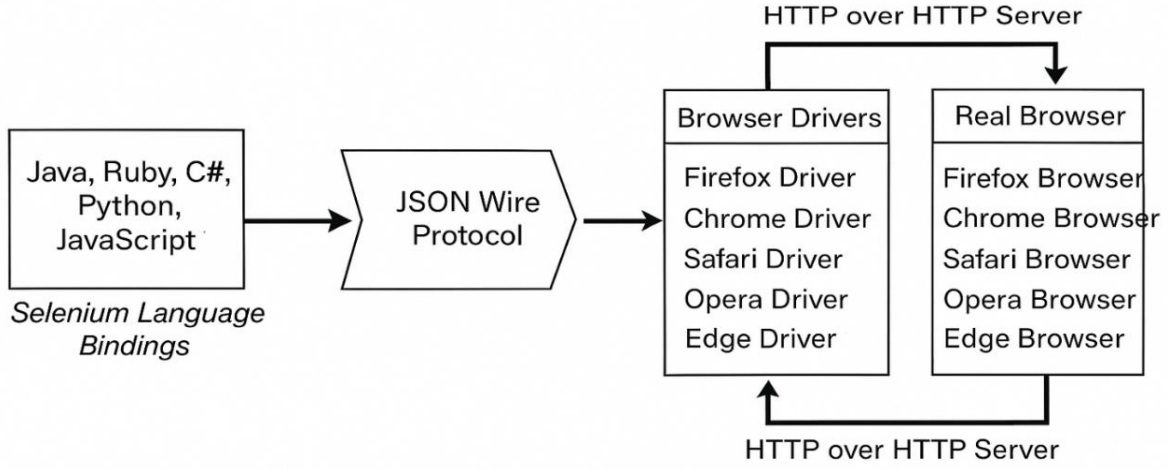 HTTP over HTTP Server
Java, Ruby, C#,
Python,
JavaScript
Selenium Language
Bindings
JSON Wire
Protocol
Browser Drivers
Firefox Driver
Chrome Driver
Safari Driver
Opera Driver
Edge Driver
Real Browser
Firefox Browser
Chrome Browser
Safari Browser
Opera Browser
Edge Browser
HTTP over HTTP Server